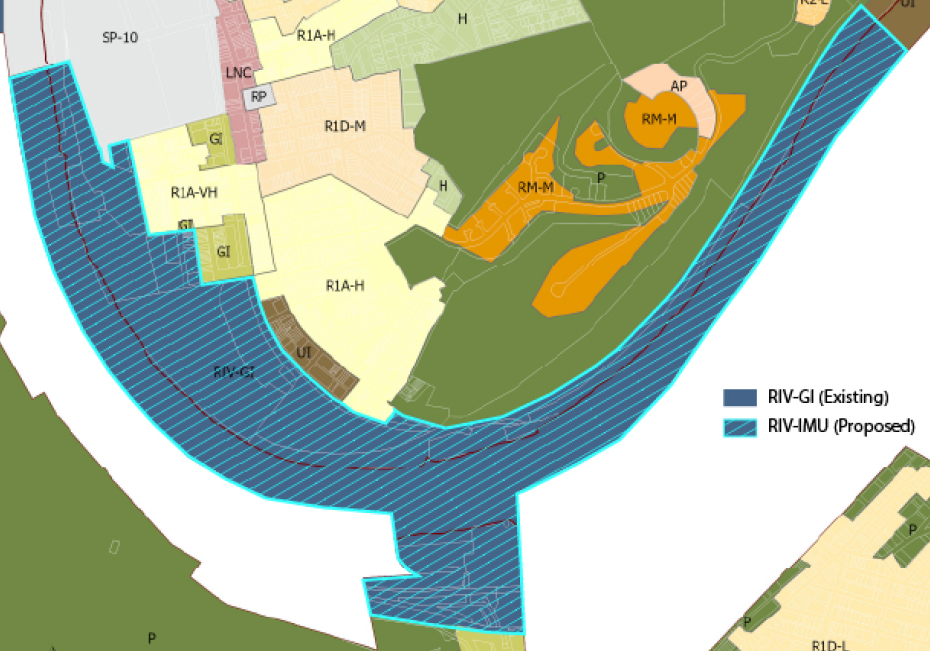 R2-L
UI
H
R1A-H
SP-10
LNC
AP
RP
RM-M
R1D-M
GI
P
H
RM-M
R1A-VH
GI
GI
R1A-H
UI
RIV-GI
RIV-GI (Existing)
RIV-IMU (Proposed)
P
P
P
R1D-L